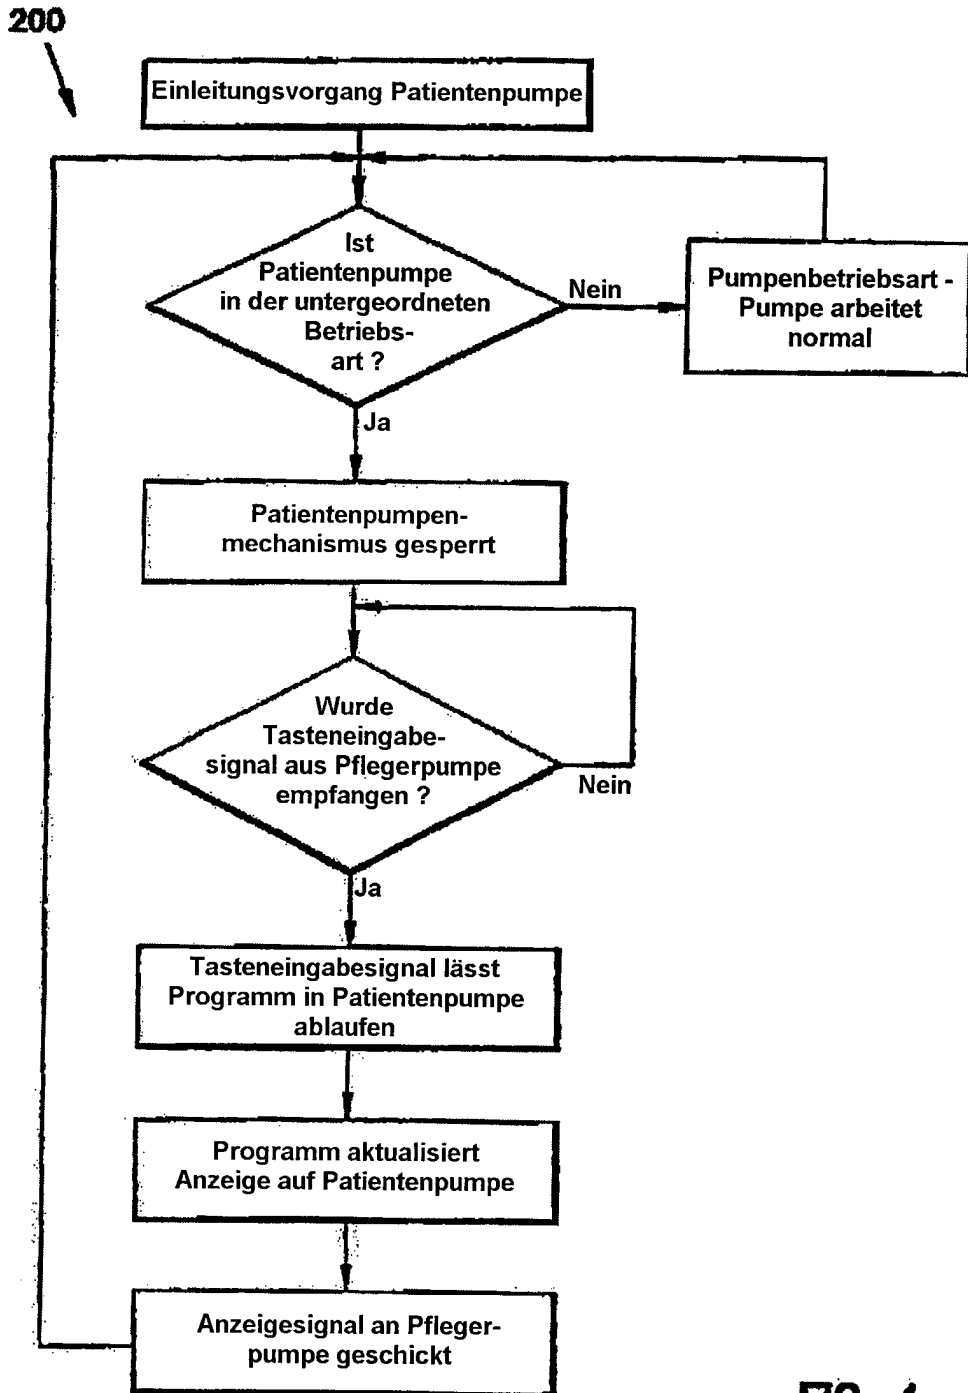 200
Einleitungsvorgang Patientenpumpe
Ist
Patientenpumpe
in der untergeordneten
Betriebs-
art ?
Nein
Pumpenbetriebsart -
Pumpe arbeitet
normal
Ja
Patientenpumpen-
mechanismus gesperrt
Wurde
Tasteneingabe-
signal aus Pflegerpumpe
empfangen ?
Nein
Ja
Tasteneingabesignal lässt
Programm in Patientenpumpe
ablaufen
Programm aktualisiert
Anzeige auf Patientenpumpe
Anzeigesignal an Pfleger-
pumpe geschickt